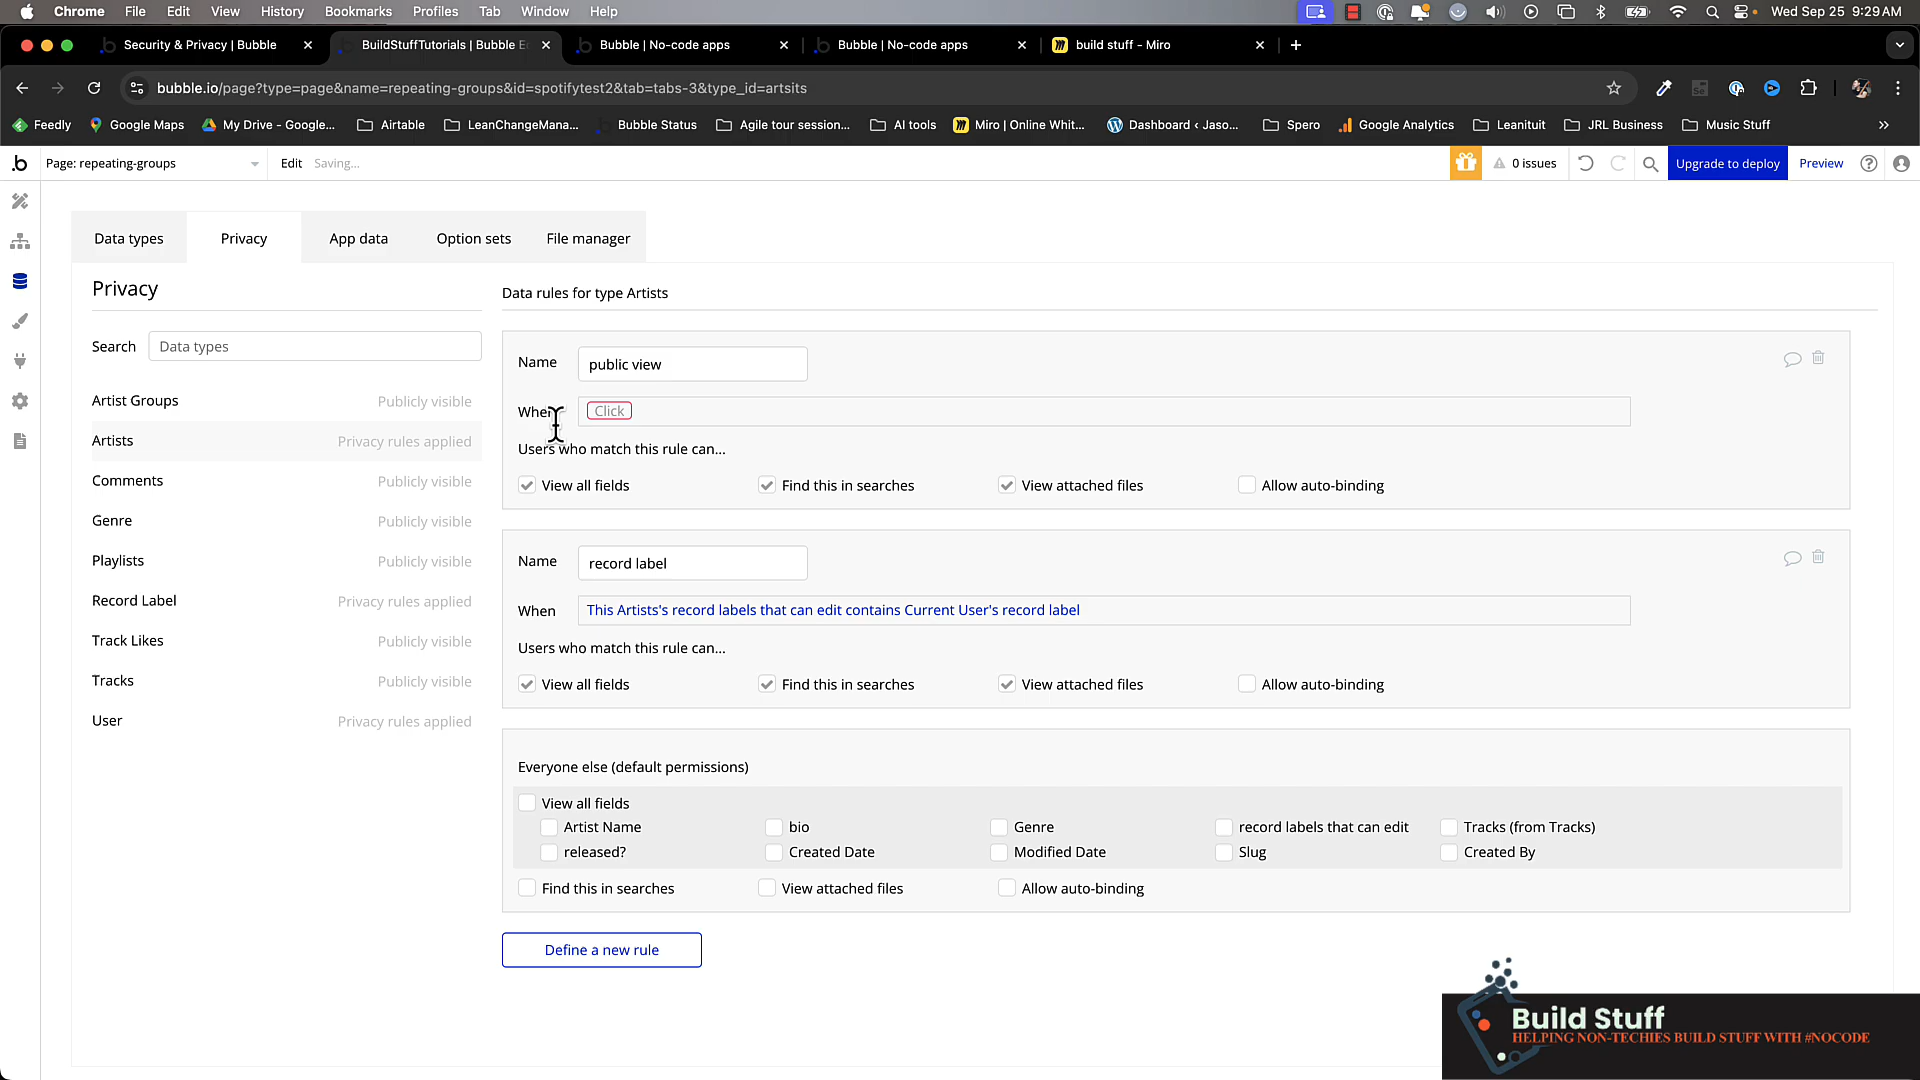 Chrome File Edit View History Bookmarks Profiles Tab Window Help Wed Sep 25 9:29 AM
Security & Privacy | Bubble BuildStuffTutorials | Bubble E Bubble | No-code apps Bubble | No-code apps build stuff - Miro
bubble.io/page?type=page&name=repeating-groups&id=spotifytest2&tab=tabs-3&type_id=artsits
Feedly Google Maps My Drive - Google... Airtable LeanChangeMana... Bubble Status Agile tour session... AI tools Miro | Online Whit... Dashboard ‹ Jaso... Spero Google Analytics Leanintuit JRL Business Music Stuff »
Page: repeating-groups Edit Saving... 0 issues Upgrade to deploy Preview
Data types Privacy App data Option sets File manager
Privacy
Search Data types
Artist Groups Publicly visible
Artists Privacy rules applied
Comments Publicly visible
Genre Publicly visible
Playlists Publicly visible
Record Label Privacy rules applied
Track Likes Publicly visible
Tracks Publicly visible
User Privacy rules applied
Data rules for type Artists
Name public view
When Click
Users who match this rule can...
View all fields Find this in searches View attached files Allow auto-binding
Name record label
When This Artists's record labels that can edit contains Current User's record label
Users who match this rule can...
View all fields Find this in searches View attached files Allow auto-binding
Everyone else (default permissions)
View all fields
Artist Name bio Genre record labels that can edit Tracks (from Tracks)
released? Created Date Modified Date Slug Created By
Find this in searches View attached files Allow auto-binding
Define a new rule
Build Stuff
HELPING NON-TECHIES BUILD STUFF WITH #NOCODE